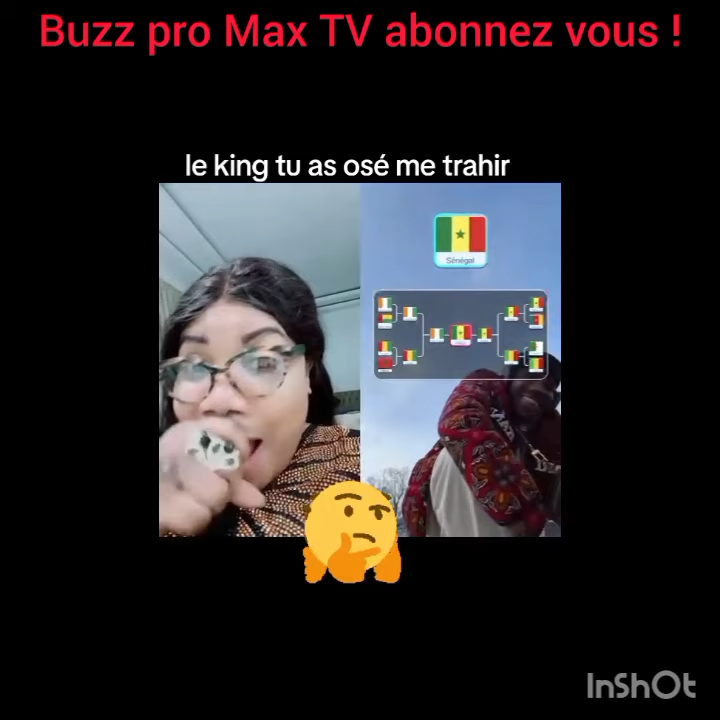 Buzz pro Max TV abonnez vous !
le king tu as osé me trahir
Sénégal
InShOt